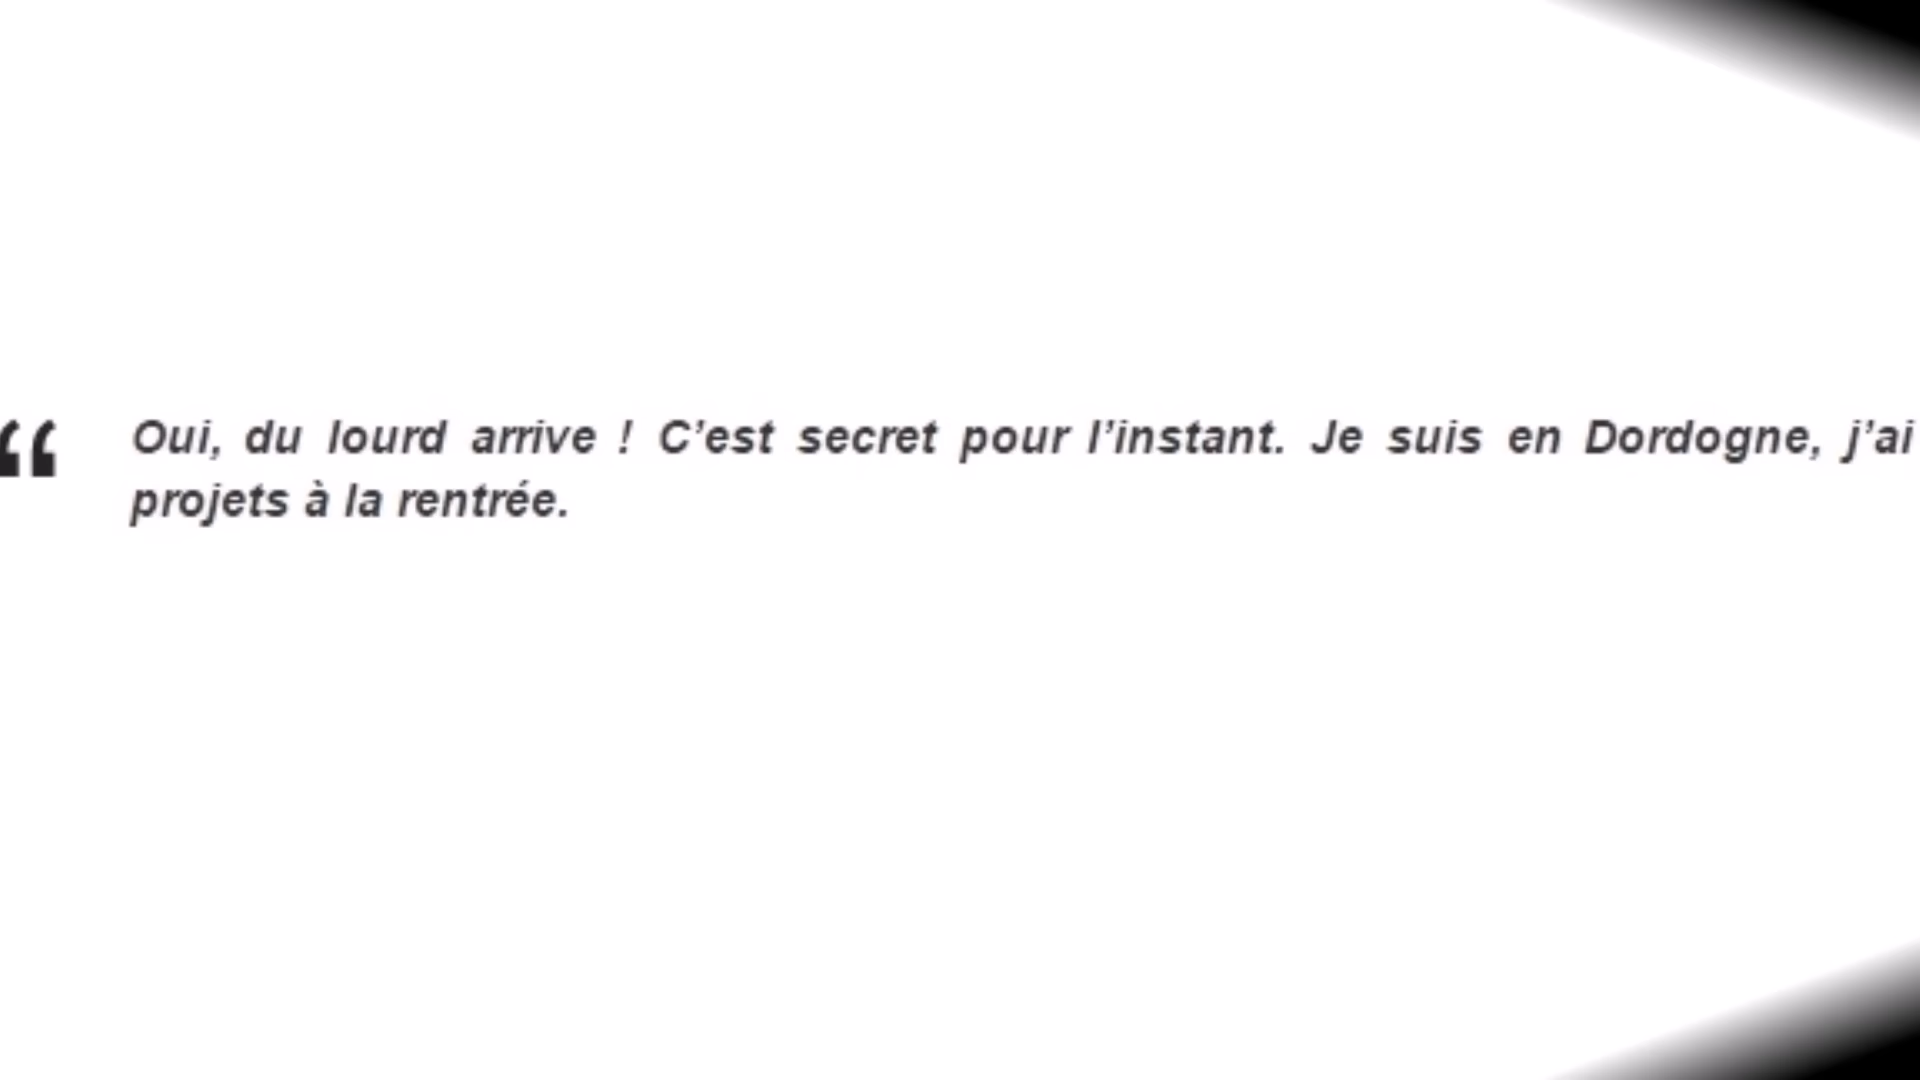 “ Oui, du lourd arrive ! C’est secret pour l’instant. Je suis en Dordogne, j’ai
projets à la rentrée.